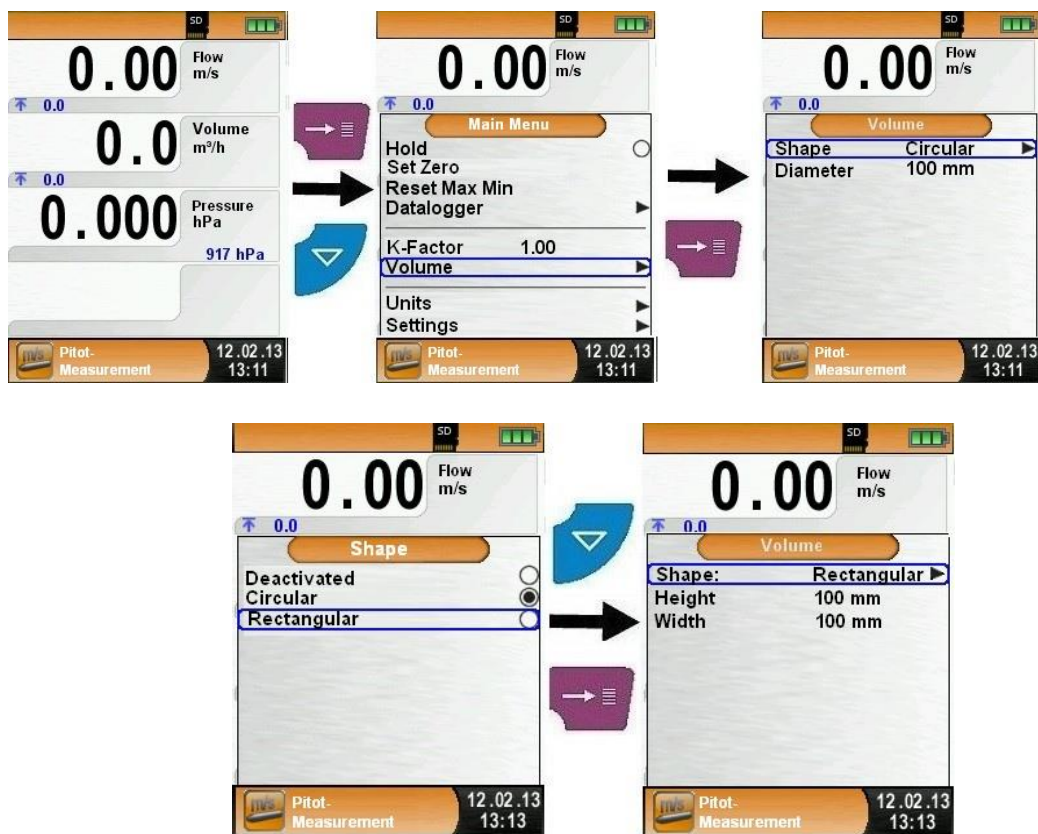 SD
0.00 Flow m/s
0.0
0.0 Volume m³/h
0.0
0.000 Pressure hPa
917 hPa
m/s Pitot- Measurement 12.02.13 13:11
SD
0.00 Flow m/s
0.0
Main Menu
Hold
Set Zero
Reset Max Min
Datalogger
K-Factor 1.00
Volume
Units
Settings
m/s Pitot- Measurement 12.02.13 13:11
SD
0.00 Flow m/s
0.0
Volume
Shape Circular
Diameter 100 mm
m/s Pitot- Measurement 12.02.13 13:11
SD
0.00 Flow m/s
0.0
Shape
Deactivated
Circular
Rectangular
m/s Pitot- Measurement 12.02.13 13:13
SD
0.00 Flow m/s
0.0
Volume
Shape: Rectangular
Height 100 mm
Width 100 mm
m/s Pitot- Measurement 12.02.13 13:13